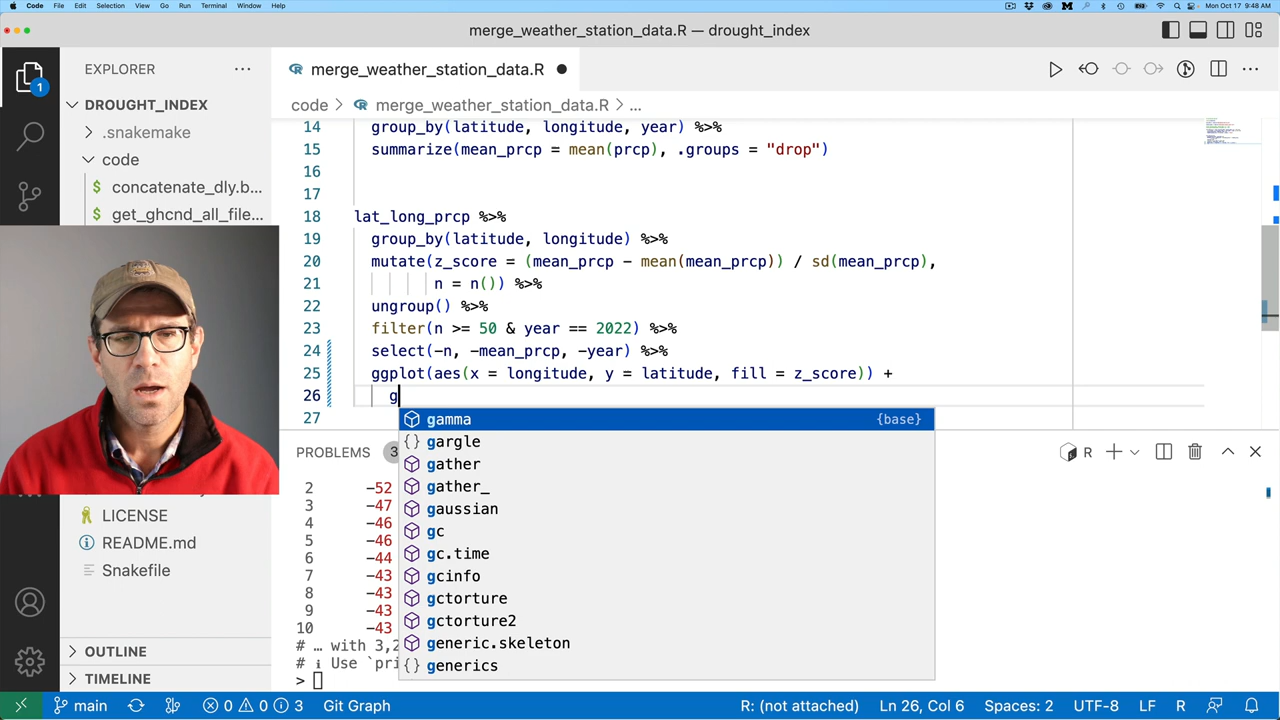 Code File Edit Selection View Go Run Terminal Window Help Mon Oct 17 9:48 AM
merge_weather_station_data.R — drought_index
EXPLORER
1
DROUGHT_INDEX
.snakemake
code
concatenate_dly.b...
get_ghcnd_all_file...
LICENSE
README.md
Snakefile
OUTLINE
TIMELINE
merge_weather_station_data.R
code > merge_weather_station_data.R > ...
14 group_by(latitude, longitude, year) %>%
15 summarize(mean_prcp = mean(prcp), .groups = "drop")
16
17
18 lat_long_prcp %>%
19 group_by(latitude, longitude) %>%
20 mutate(z_score = (mean_prcp - mean(mean_prcp)) / sd(mean_prcp),
21 n = n()) %>%
22 ungroup() %>%
23 filter(n >= 50 & year == 2022) %>%
24 select(-n, -mean_prcp, -year) %>%
25 ggplot(aes(x = longitude, y = latitude, fill = z_score)) +
26 g
27
gamma {base}
{} gargle
gather
gather_
gaussian
gc
gc.time
gcinfo
gctorture
gctorture2
generic.skeleton
{} generics
PROBLEMS 3
R
2 -52
3 -47
4 -46
5 -46
6 -44
7 -43
8 -43
9 -43
10 -43
# … with 3,2
# ℹ Use `pri
>
main 0 0 3 Git Graph R: (not attached) Ln 26, Col 6 Spaces: 2 UTF-8 LF R